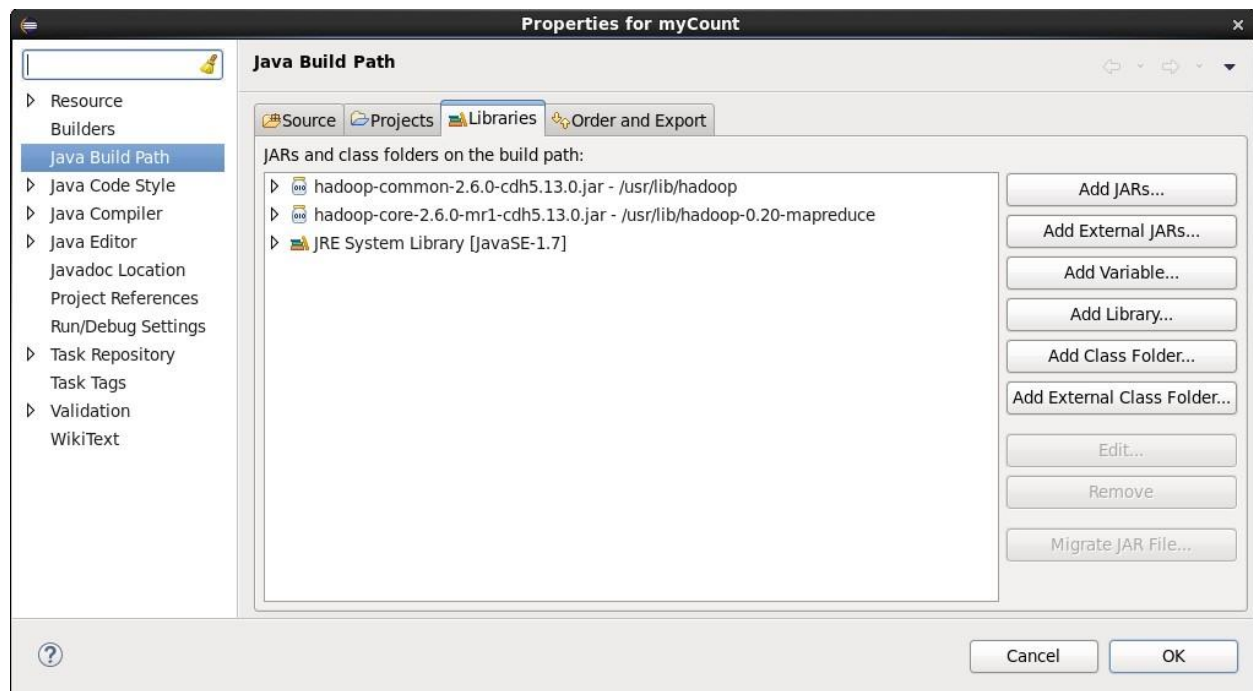 Properties for myCount
Java Build Path
Resource
Builders
Java Build Path
Java Code Style
Java Compiler
Java Editor
Javadoc Location
Project References
Run/Debug Settings
Task Repository
Task Tags
Validation
WikiText
Source Projects Libraries Order and Export
JARs and class folders on the build path:
hadoop-common-2.6.0-cdh5.13.0.jar - /usr/lib/hadoop
hadoop-core-2.6.0-mr1-cdh5.13.0.jar - /usr/lib/hadoop-0.20-mapreduce
JRE System Library [JavaSE-1.7]
Add JARs...
Add External JARs...
Add Variable...
Add Library...
Add Class Folder...
Add External Class Folder...
Edit...
Remove
Migrate JAR File...
Cancel OK